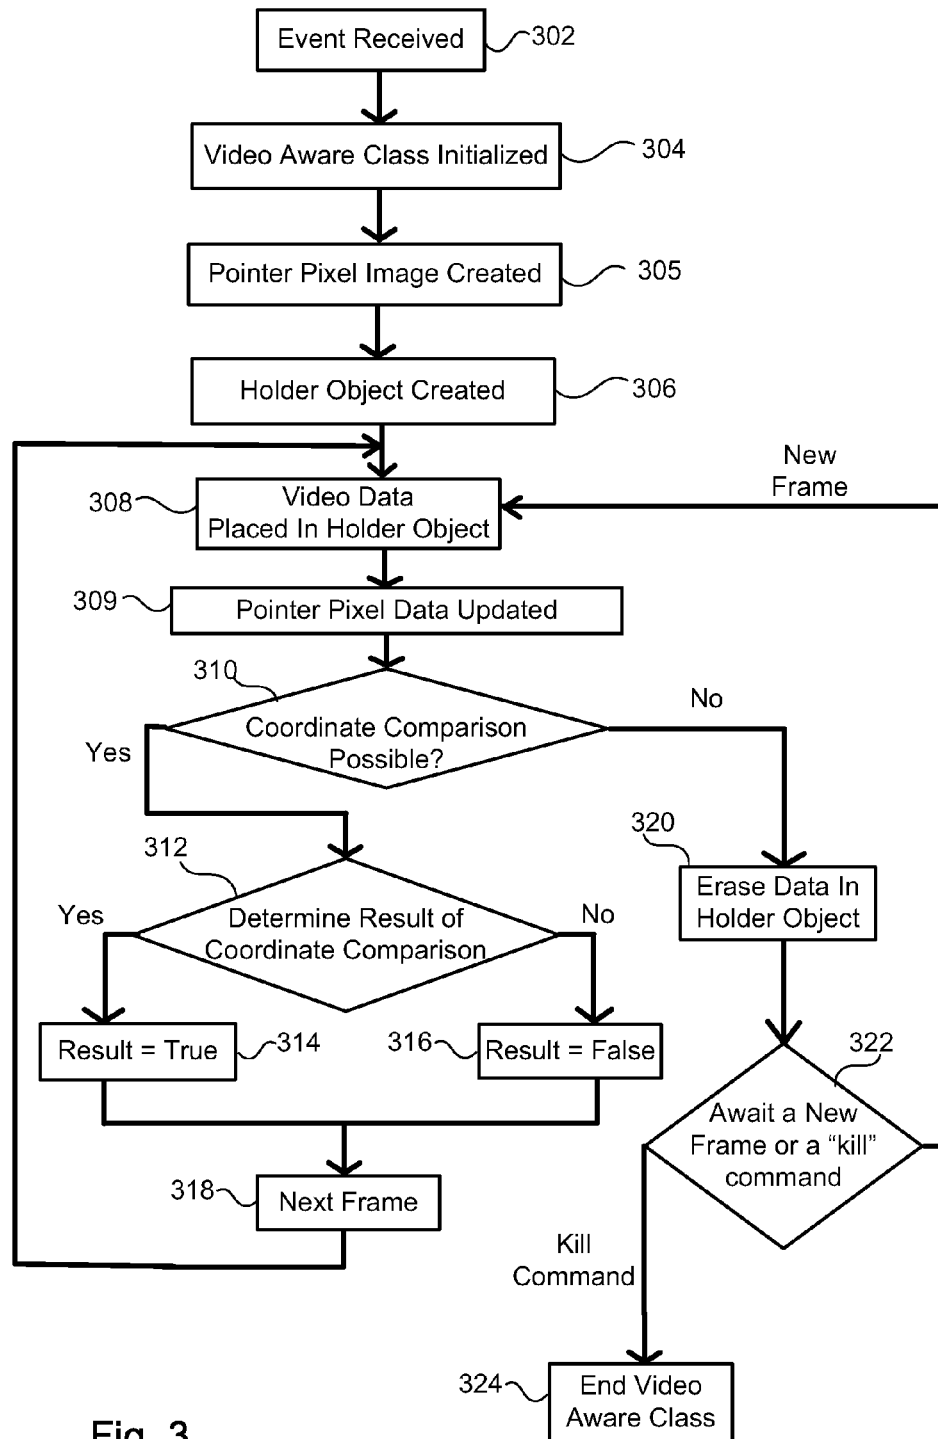 Event Received
302
Video Aware Class Initialized
304
Pointer Pixel Image Created
305
Holder Object Created
306
New
Frame
308
Video Data
Placed In Holder Object
309
Pointer Pixel Data Updated
310
No
Coordinate Comparison
Possible?
Yes
312
320
Erase Data In
Holder Object
Yes
No
Determine Result of
Coordinate Comparison
Result = True
314
316
Result = False
322
Await a New
Frame or a “kill”
command
318
Next Frame
Kill
Command
324
End Video
Aware Class
Fig. 3